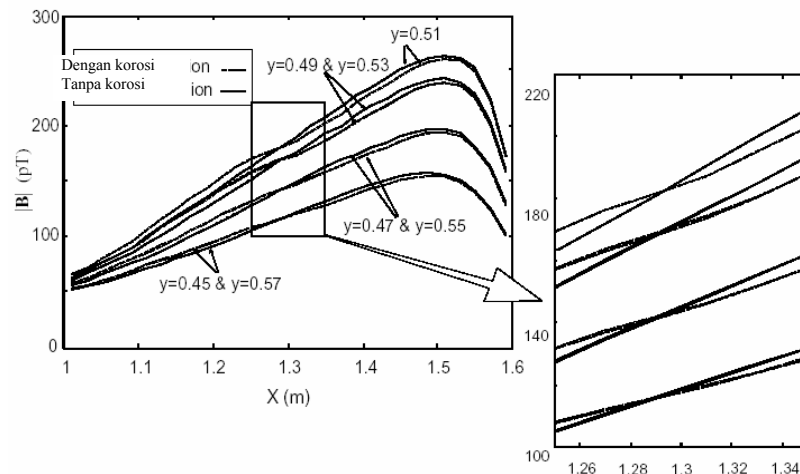 300
200
100
0
|B| (pT)
Dengan korosi ion
Tanpa korosi ion
y=0.51
y=0.49 & y=0.53
y=0.47 & y=0.55
y=0.45 & y=0.57
1 1.1 1.2 1.3 1.4 1.5 1.6
X (m)
220
180
140
100
1.26 1.28 1.3 1.32 1.34